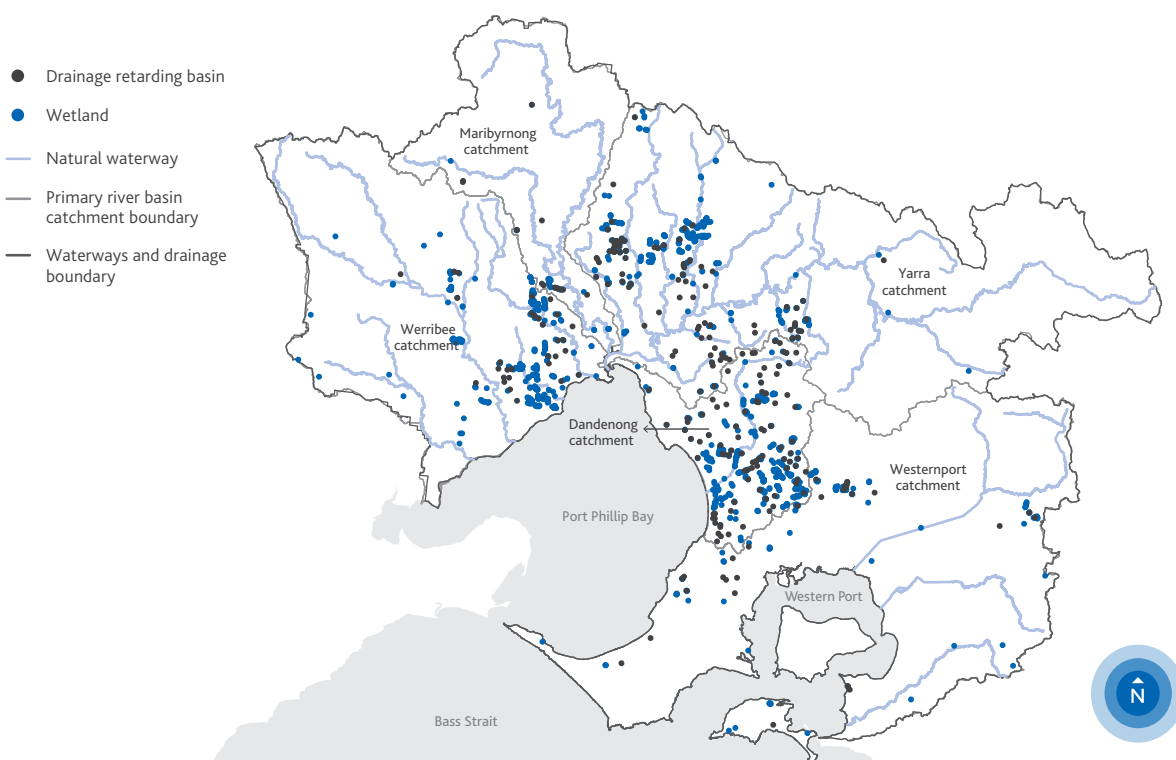 Drainage retarding basin
Wetland
Natural waterway
Primary river basin
catchment boundary
Waterways and drainage
boundary
Maribyrnong
catchment
Yarra
catchment
Werribee
catchment
Dandenong
catchment
Westernport
catchment
Port Phillip Bay
Western Port
Bass Strait
N